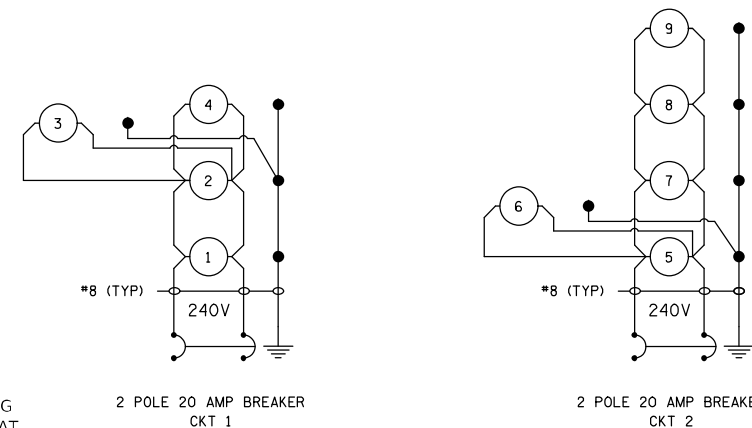 9
3
4
8
2
6
7
1
5
#8 (TYP)
#8 (TYP)
240V
240V
2 POLE 20 AMP BREAKER
CKT 1
2 POLE 20 AMP BREAKE
CKT 2
G
AT